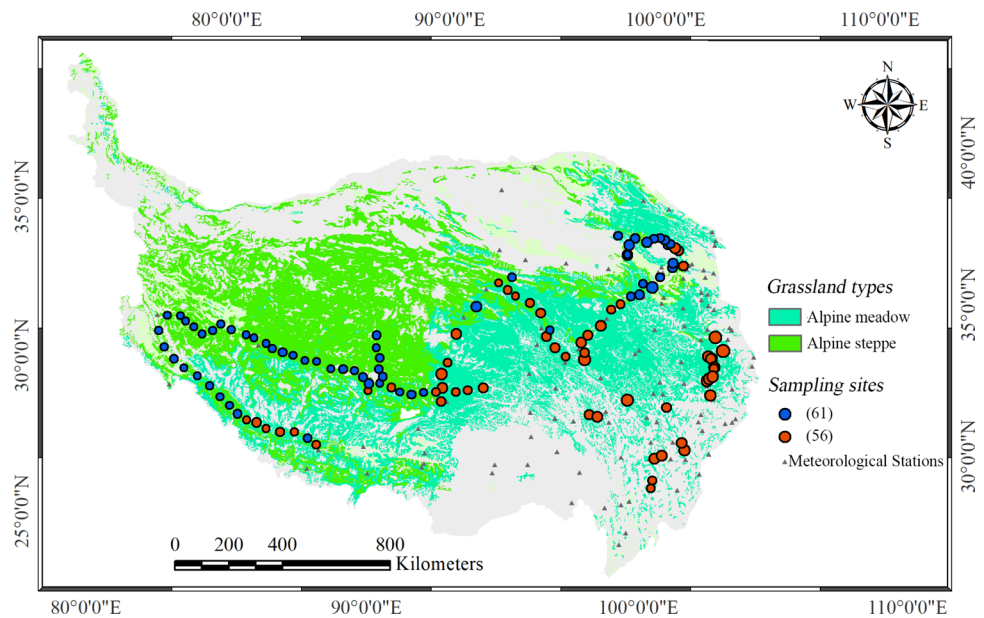 80°0'0"E 90°0'0"E 100°0'0"E 110°0'0"E
N
W E
S
35°0'0"N
40°0'0"N
30°0'0"N
35°0'0"N
25°0'0"N
30°0'0"N
Grassland types
Alpine meadow
Alpine steppe
Sampling sites
(61)
(56)
Meteorological Stations
0 200 400 800
Kilometers
80°0'0"E 90°0'0"E 100°0'0"E 110°0'0"E